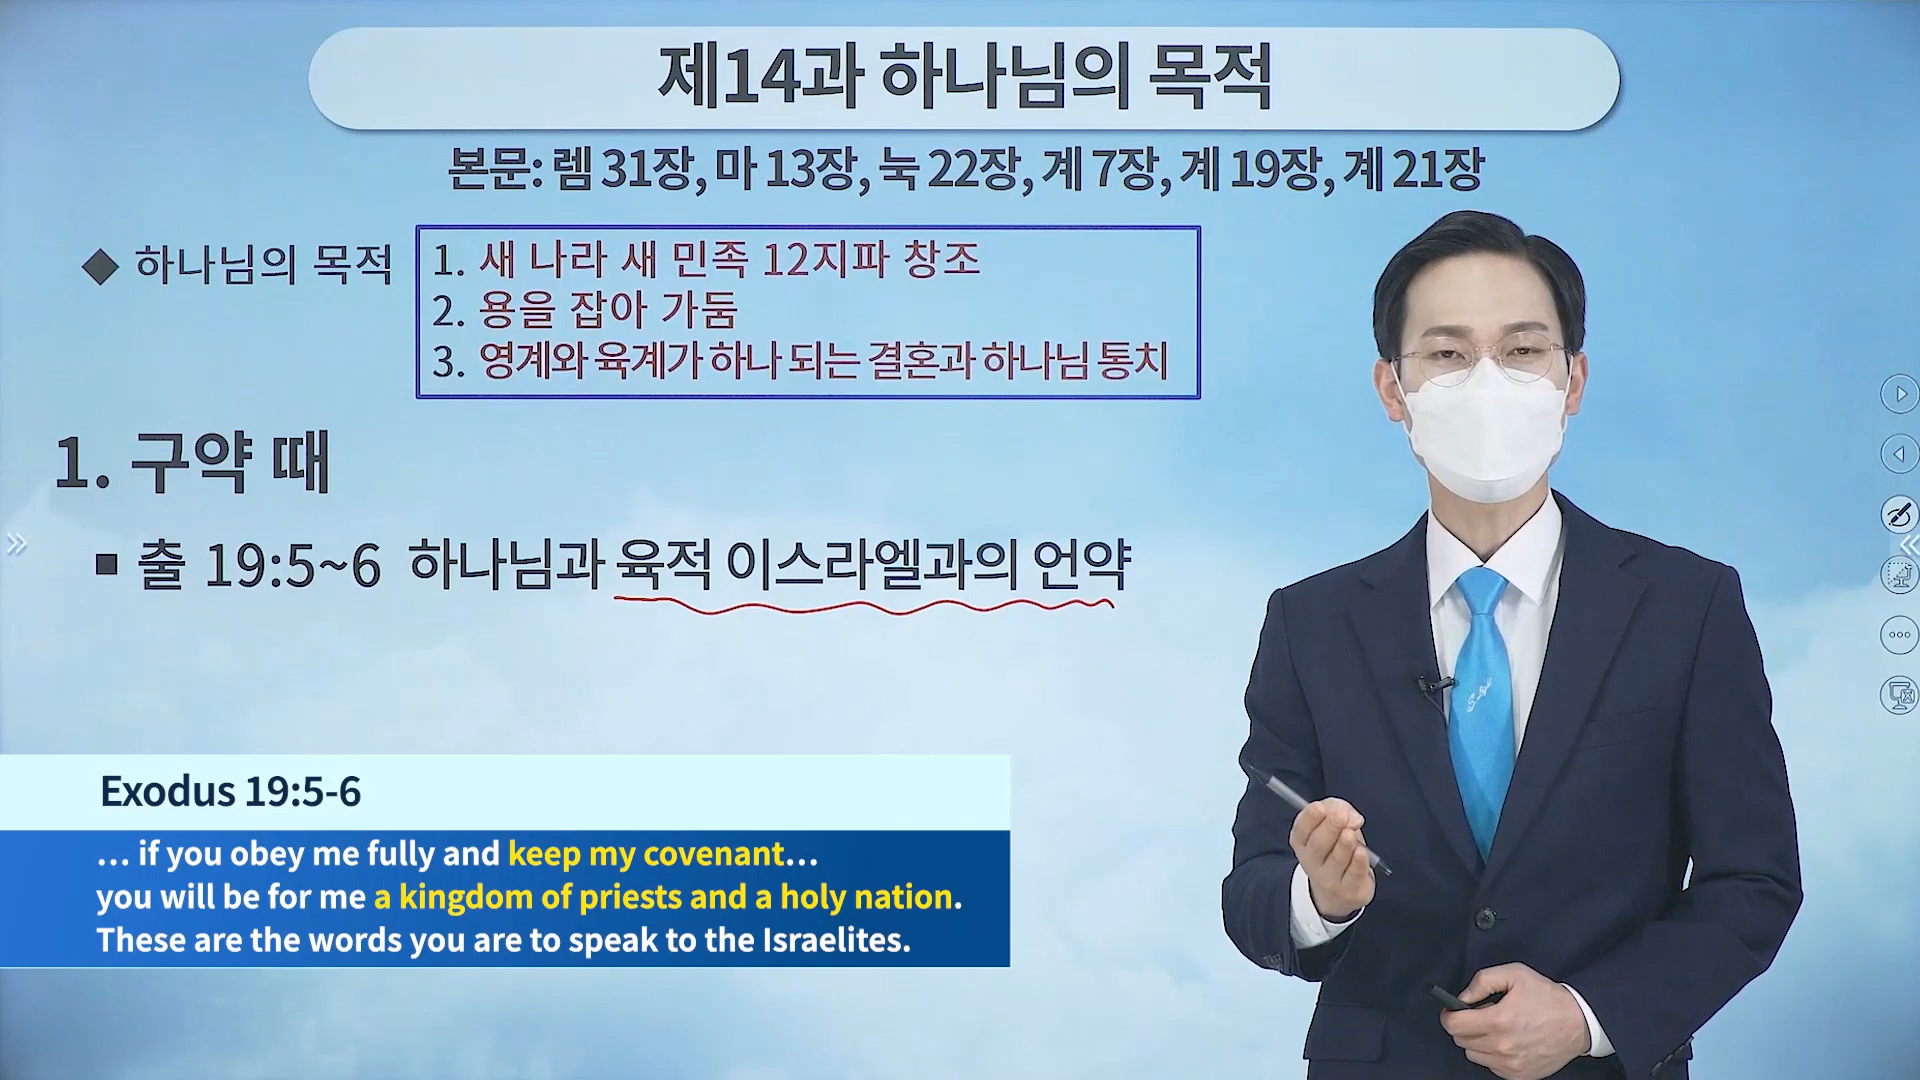 제14과 하나님의 목적
본문: 렘 31장, 마 13장, 눅 22장, 계 7장, 계 19장, 계 21장
◆ 하나님의 목적
1. 새 나라 새 민족 12지파 창조
2. 용을 잡아 가둠
3. 영계와 육계가 하나 되는 결혼과 하나님 통치
1. 구약 때
▪ 출 19:5~6 하나님과 육적 이스라엘과의 언약
Exodus 19:5-6
... if you obey me fully and keep my covenant...
you will be for me a kingdom of priests and a holy nation.
These are the words you are to speak to the Israelites.